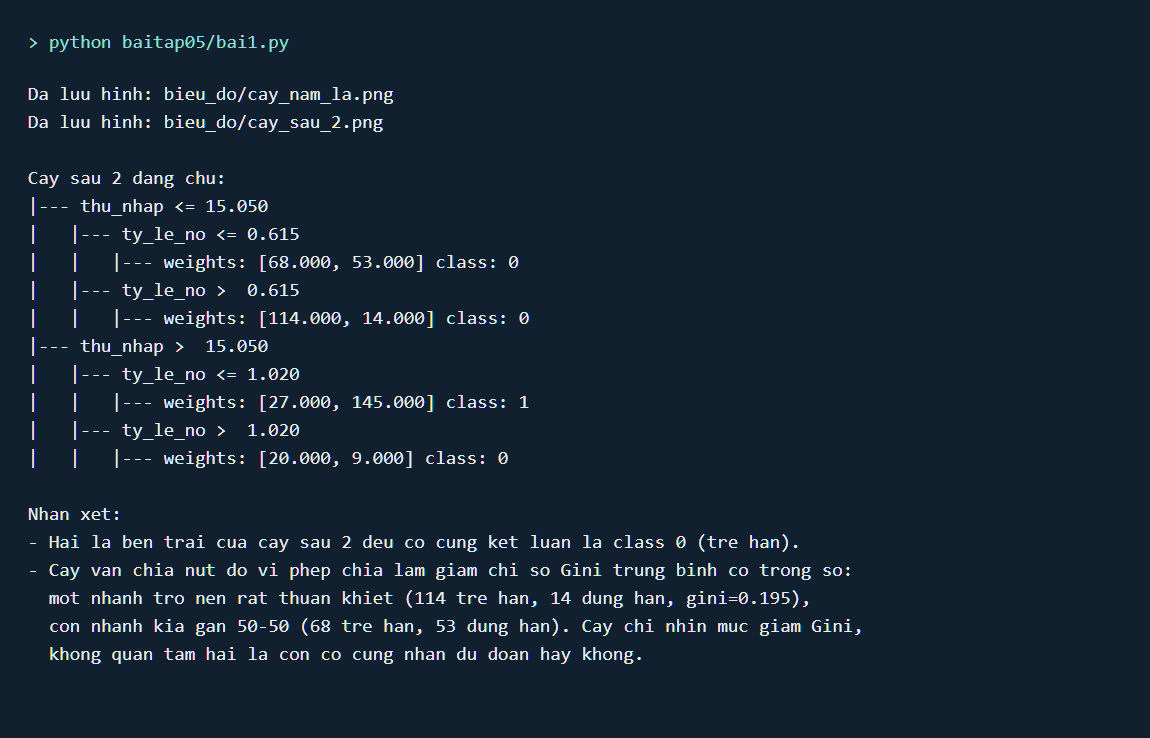 > python baitap05/bai1.py
Da luu hinh: bieu_do/cay_nam_la.png
Da luu hinh: bieu_do/cay_sau_2.png
Cay sau 2 dang chu:
|--- thu_nhap <= 15.050
|   |--- ty_le_no <= 0.615
|   |   |--- weights: [68.000, 53.000] class: 0
|   |--- ty_le_no >  0.615
|   |   |--- weights: [114.000, 14.000] class: 0
|--- thu_nhap >  15.050
|   |--- ty_le_no <= 1.020
|   |   |--- weights: [27.000, 145.000] class: 1
|   |--- ty_le_no >  1.020
|   |   |--- weights: [20.000, 9.000] class: 0
Nhan xet:
- Hai la ben trai cua cay sau 2 deu co cung ket luan la class 0 (tre han).
- Cay van chia nut do vi phep chia lam giam chi so Gini trung binh co trong so:
  mot nhanh tro nen rat thuan khiet (114 tre han, 14 dung han, gini=0.195),
  con nhanh kia gan 50-50 (68 tre han, 53 dung han). Cay chi nhin muc giam Gini,
  khong quan tam hai la con co cung nhan du doan hay khong.